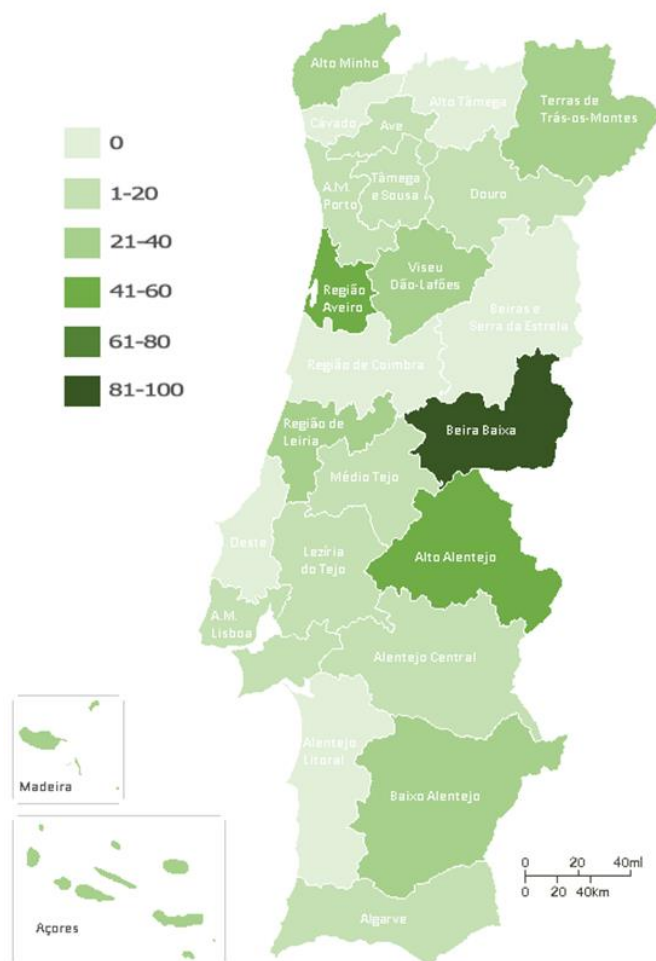 Alto Minho
Alto Tâmega
Terras de
Trás-os-Montes
Cávado
Ave
0
1-20
21-40
41-60
61-80
81-100
A.M.
Porto
Tâmega
e Sousa
Douro
Viseu
Dão-Lafões
Região
Aveiro
Beiras e
Serra da Estrela
Região de Coimbra
Região de
Leiria
Beira Baixa
Médio Tejo
Oeste
Lezíria
do Tejo
Alto Alentejo
A.M.
Lisboa
Alentejo Central
Alentejo
Litoral
Baixo Alentejo
Algarve
Madeira
Açores
0 20 40ml
0 20 40km